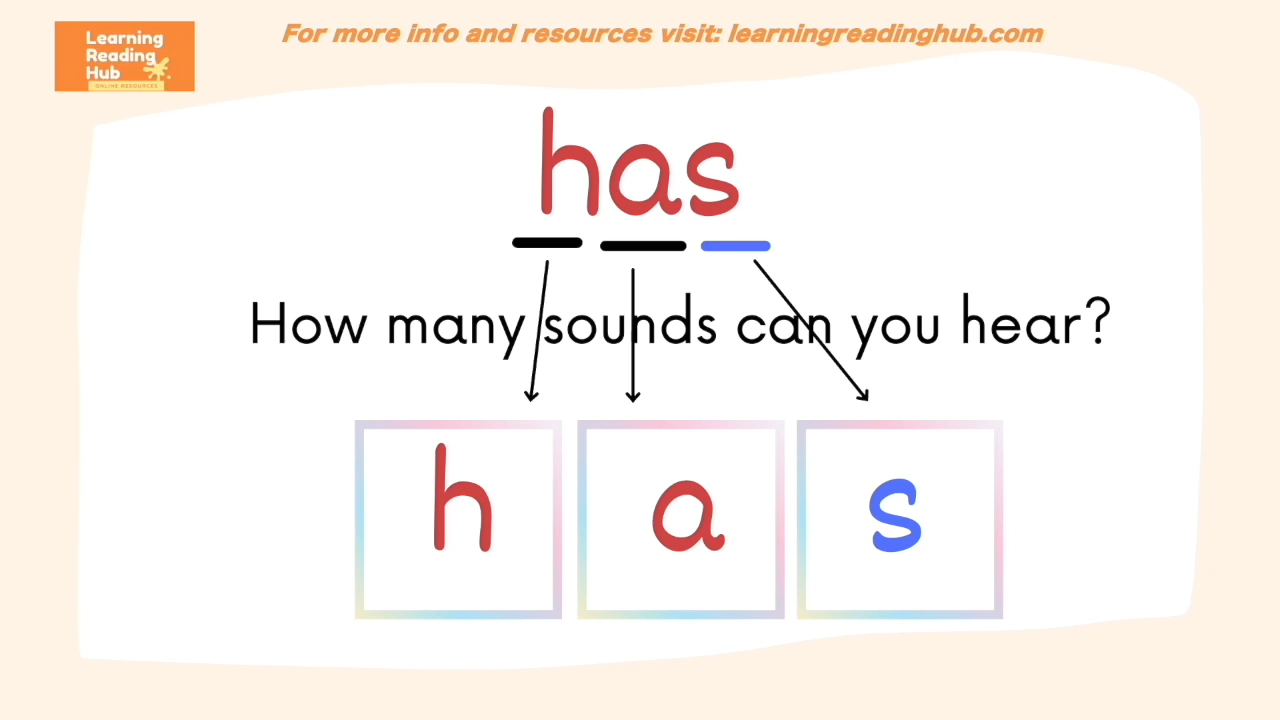 Learning
Reading
Hub
ONLINE RESOURCES
For more info and resources visit: learningreadinghub.com
has
How many sounds can you hear?
h a s